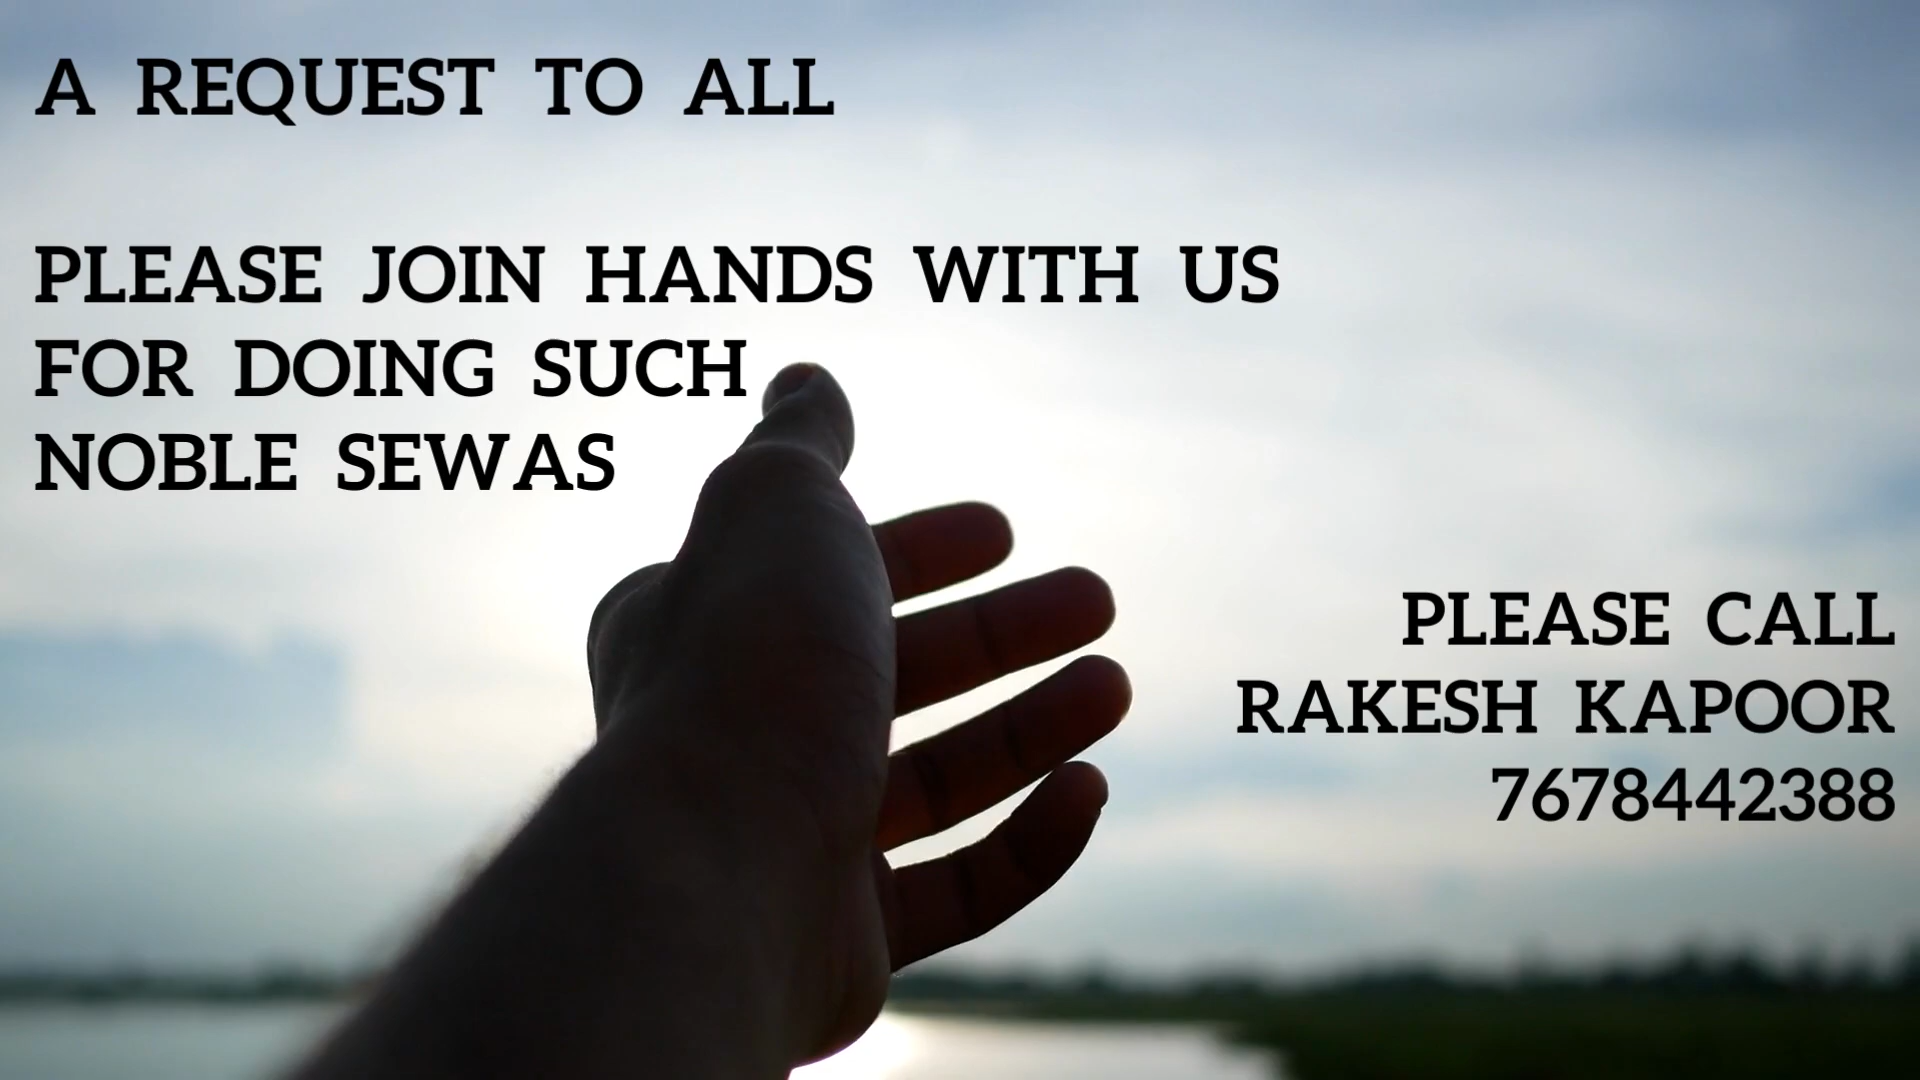 A REQUEST TO ALL
PLEASE JOIN HANDS WITH US
FOR DOING SUCH
NOBLE SEWAS
PLEASE CALL
RAKESH KAPOOR
7678442388